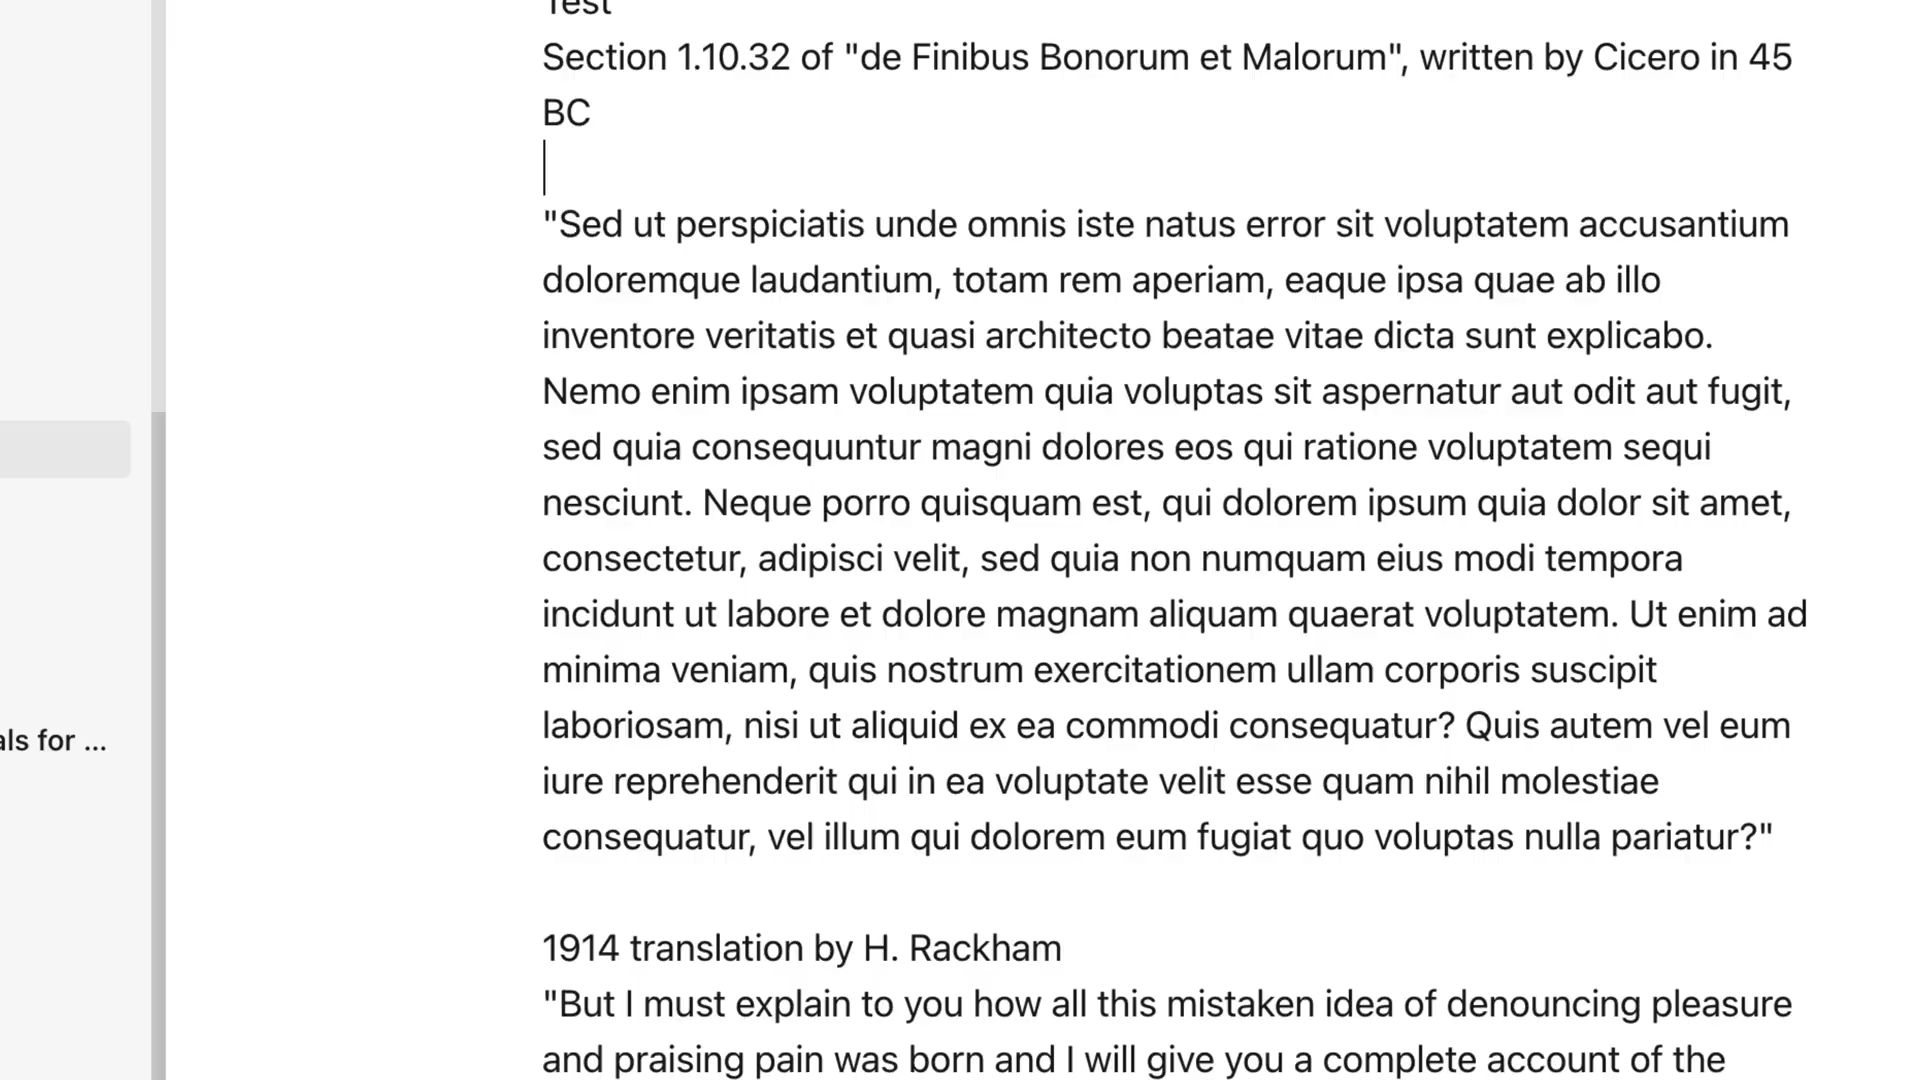 Test
Section 1.10.32 of "de Finibus Bonorum et Malorum", written by Cicero in 45
BC
"Sed ut perspiciatis unde omnis iste natus error sit voluptatem accusantium
doloremque laudantium, totam rem aperiam, eaque ipsa quae ab illo
inventore veritatis et quasi architecto beatae vitae dicta sunt explicabo.
Nemo enim ipsam voluptatem quia voluptas sit aspernatur aut odit aut fugit,
sed quia consequuntur magni dolores eos qui ratione voluptatem sequi
nesciunt. Neque porro quisquam est, qui dolorem ipsum quia dolor sit amet,
consectetur, adipisci velit, sed quia non numquam eius modi tempora
incidunt ut labore et dolore magnam aliquam quaerat voluptatem. Ut enim ad
minima veniam, quis nostrum exercitationem ullam corporis suscipit
laboriosam, nisi ut aliquid ex ea commodi consequatur? Quis autem vel eum
iure reprehenderit qui in ea voluptate velit esse quam nihil molestiae
consequatur, vel illum qui dolorem eum fugiat quo voluptas nulla pariatur?"
1914 translation by H. Rackham
"But I must explain to you how all this mistaken idea of denouncing pleasure
and praising pain was born and I will give you a complete account of the
als for ...